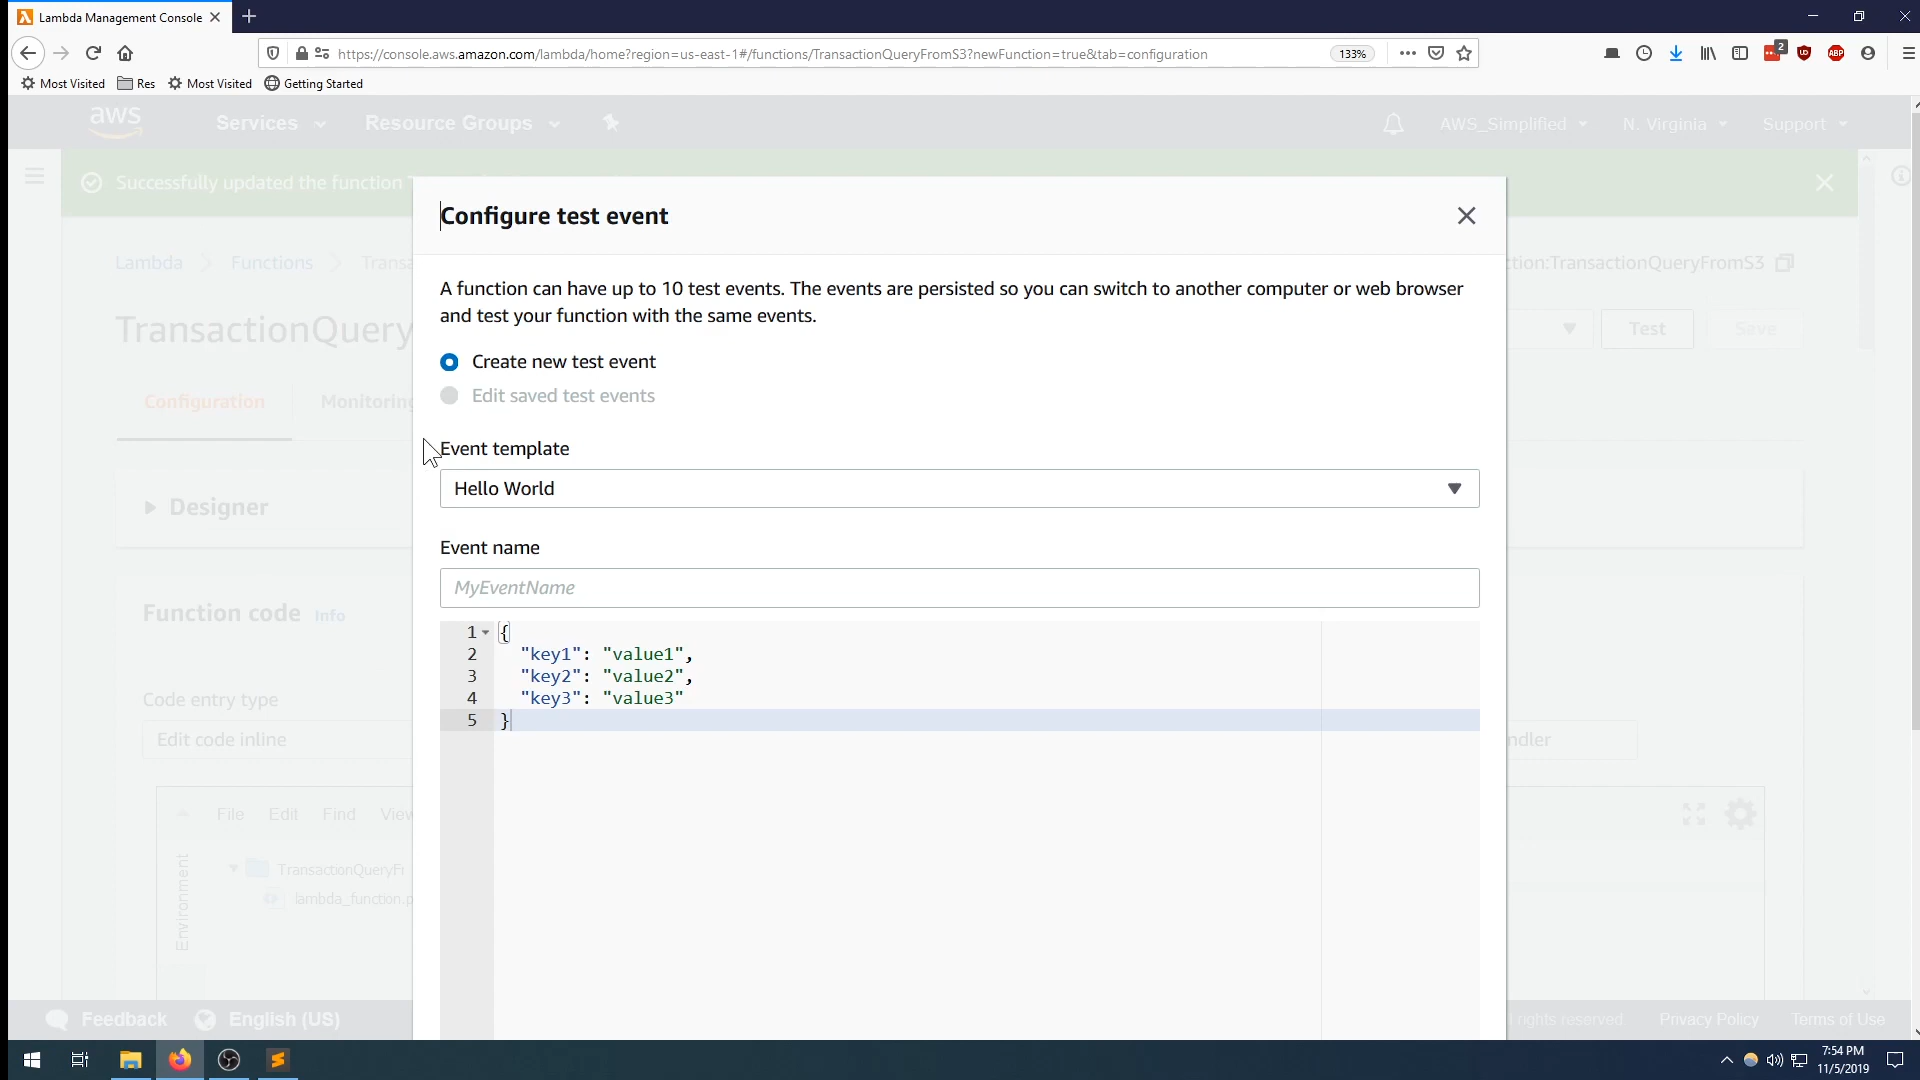 Lambda Management Console
https://console.aws.amazon.com/lambda/home?region=us-east-1#/functions/TransactionQueryFromS3?newFunction=true&tab=configuration
133%
2
Most Visited
Res
Most Visited
Getting Started
aws
Services
Resource Groups
AWS_Simplified
N. Virginia
Support
Successfully updated the function
Configure test event
Lambda
Functions
Transa
ction:TransactionQueryFromS3
A function can have up to 10 test events. The events are persisted so you can switch to another computer or web browser
and test your function with the same events.
TransactionQuery
Test
Save
Create new test event
Edit saved test events
Configuration
Monitoring
Event template
Hello World
Designer
Event name
MyEventName
Function code
Info
1 {
2 "key1": "value1",
3 "key2": "value2",
4 "key3": "value3"
5 }
Code entry type
Edit code inline
ndler
File
Edit
Find
View
Environment
TransactionQueryFr
lambda_function.p
Feedback
English (US)
rights reserved
Privacy Policy
Terms of Use
7:54 PM
11/5/2019